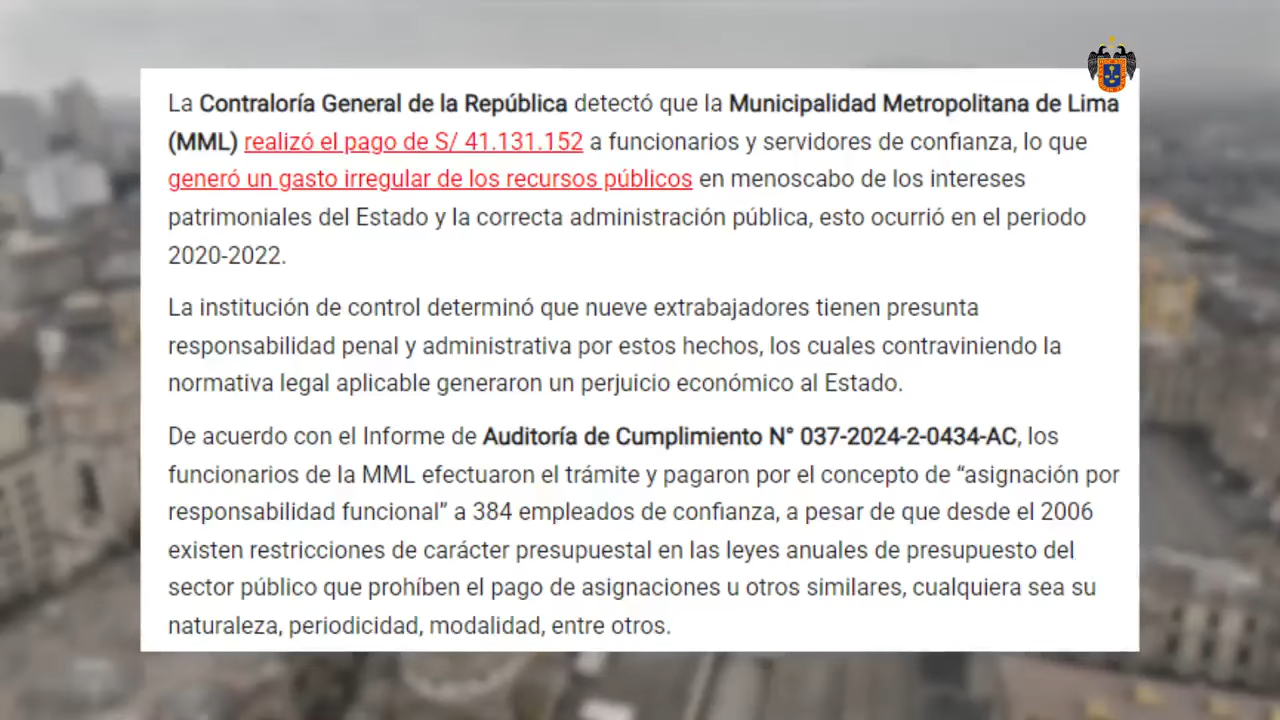 La Contraloría General de la República detectó que la Municipalidad Metropolitana de Lima
(MML) realizó el pago de S/ 41.131.152 a funcionarios y servidores de confianza, lo que
generó un gasto irregular de los recursos públicos en menoscabo de los intereses
patrimoniales del Estado y la correcta administración pública, esto ocurrió en el periodo
2020-2022.
La institución de control determinó que nueve extrabajadores tienen presunta
responsabilidad penal y administrativa por estos hechos, los cuales contraviniendo la
normativa legal aplicable generaron un perjuicio económico al Estado.
De acuerdo con el Informe de Auditoría de Cumplimiento N° 037-2024-2-0434-AC, los
funcionarios de la MML efectuaron el trámite y pagaron por el concepto de “asignación por
responsabilidad funcional” a 384 empleados de confianza, a pesar de que desde el 2006
existen restricciones de carácter presupuestal en las leyes anuales de presupuesto del
sector público que prohíben el pago de asignaciones u otros similares, cualquiera sea su
naturaleza, periodicidad, modalidad, entre otros.